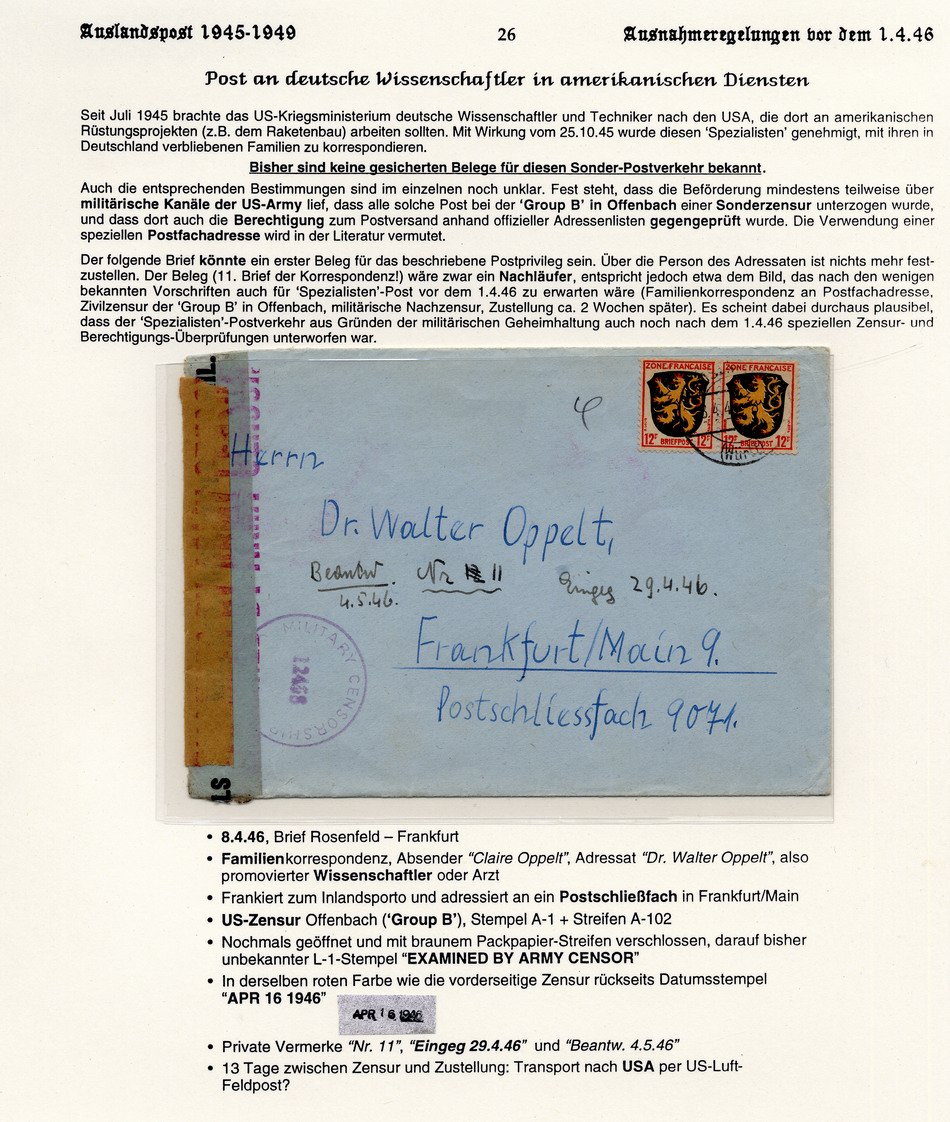 Auslandspost 1945-1949
26
Ausnahmeregelungen vor dem 1.4.46
Post an deutsche Wissenschaftler in amerikanischen Diensten
Seit Juli 1945 brachte das US-Kriegsministerium deutsche Wissenschaftler und Techniker nach den USA, die dort an amerikanischen
Rüstungsprojekten (z.B. dem Raketenbau) arbeiten sollten. Mit Wirkung vom 25.10.45 wurde diesen ‘Spezialisten’ genehmigt, mit ihren in
Deutschland verbliebenen Familien zu korrespondieren.
Bisher sind keine gesicherten Belege für diesen Sonder-Postverkehr bekannt.
Auch die entsprechenden Bestimmungen sind im einzelnen noch unklar. Fest steht, dass die Beförderung mindestens teilweise über
militärische Kanäle der US-Army lief, dass alle solche Post bei der ‘Group B’ in Offenbach einer Sonderzensur unterzogen wurde,
und dass dort auch die Berechtigung zum Postversand anhand offizieller Adressenlisten gegengeprüft wurde. Die Verwendung einer
speziellen Postfachadresse wird in der Literatur vermutet.
Der folgende Brief könnte ein erster Beleg für das beschriebene Postprivileg sein. Über die Person des Adressaten ist nichts mehr fest-
zustellen. Der Beleg (11. Brief der Korrespondenz!) wäre zwar ein Nachläufer, entspricht jedoch etwa dem Bild, das nach den wenigen
bekannten Vorschriften auch für ‘Spezialisten’-Post vor dem 1.4.46 zu erwarten wäre (Familienkorrespondenz an Postfachadresse,
Zivilzensur der ‘Group B’ in Offenbach, militärische Nachzensur, Zustellung ca. 2 Wochen später). Es scheint dabei durchaus plausibel,
dass der ‘Spezialisten’-Postverkehr aus Gründen der militärischen Geheimhaltung auch noch nach dem 1.4.46 speziellen Zensur- und
Berechtigungs-Überprüfungen unterworfen war.
ZONE FRANÇAISE
12F BRIEFPOST 12F
ZONE FRANÇAISE
12F BRIEFPOST 12F
Herrn
Dr. Walter Oppelt,
Beantw. Nr 11 Eingeg 29.4.46.
4.5.46.
Frankfurt/Main 9.
Postschliessfach 9071.
MILITARY CENSORSHIP
12468
LS
8.4.46, Brief Rosenfeld – Frankfurt
Familienkorrespondenz, Absender “Claire Oppelt”, Adressat “Dr. Walter Oppelt”, also
promovierter Wissenschaftler oder Arzt
Frankiert zum Inlandsporto und adressiert an ein Postschließfach in Frankfurt/Main
US-Zensur Offenbach (‘Group B’), Stempel A-1 + Streifen A-102
Nochmals geöffnet und mit braunem Packpapier-Streifen verschlossen, darauf bisher
unbekannter L-1-Stempel “EXAMINED BY ARMY CENSOR”
In derselben roten Farbe wie die vorderseitige Zensur rückseits Datumsstempel
“APR 16 1946”
APR 16 1946
Private Vermerke “Nr. 11”, “Eingeg 29.4.46” und “Beantw. 4.5.46”
13 Tage zwischen Zensur und Zustellung: Transport nach USA per US-Luft-
Feldpost?